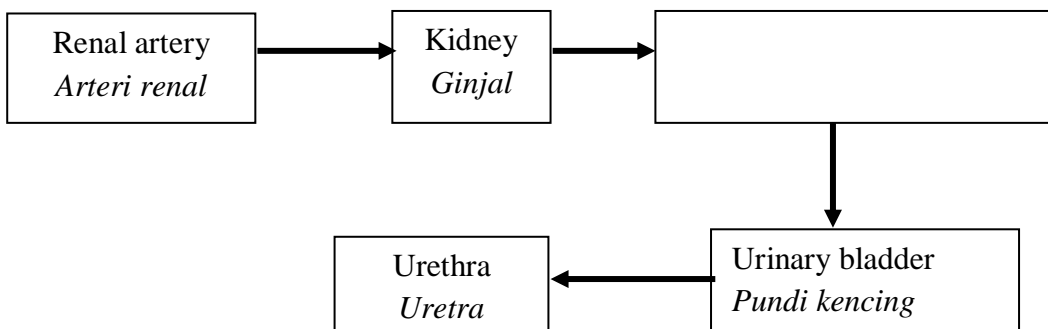 Renal artery
Arteri renal
Kidney
Ginjal
Urinary bladder
Pundi kencing
Urethra
Uretra